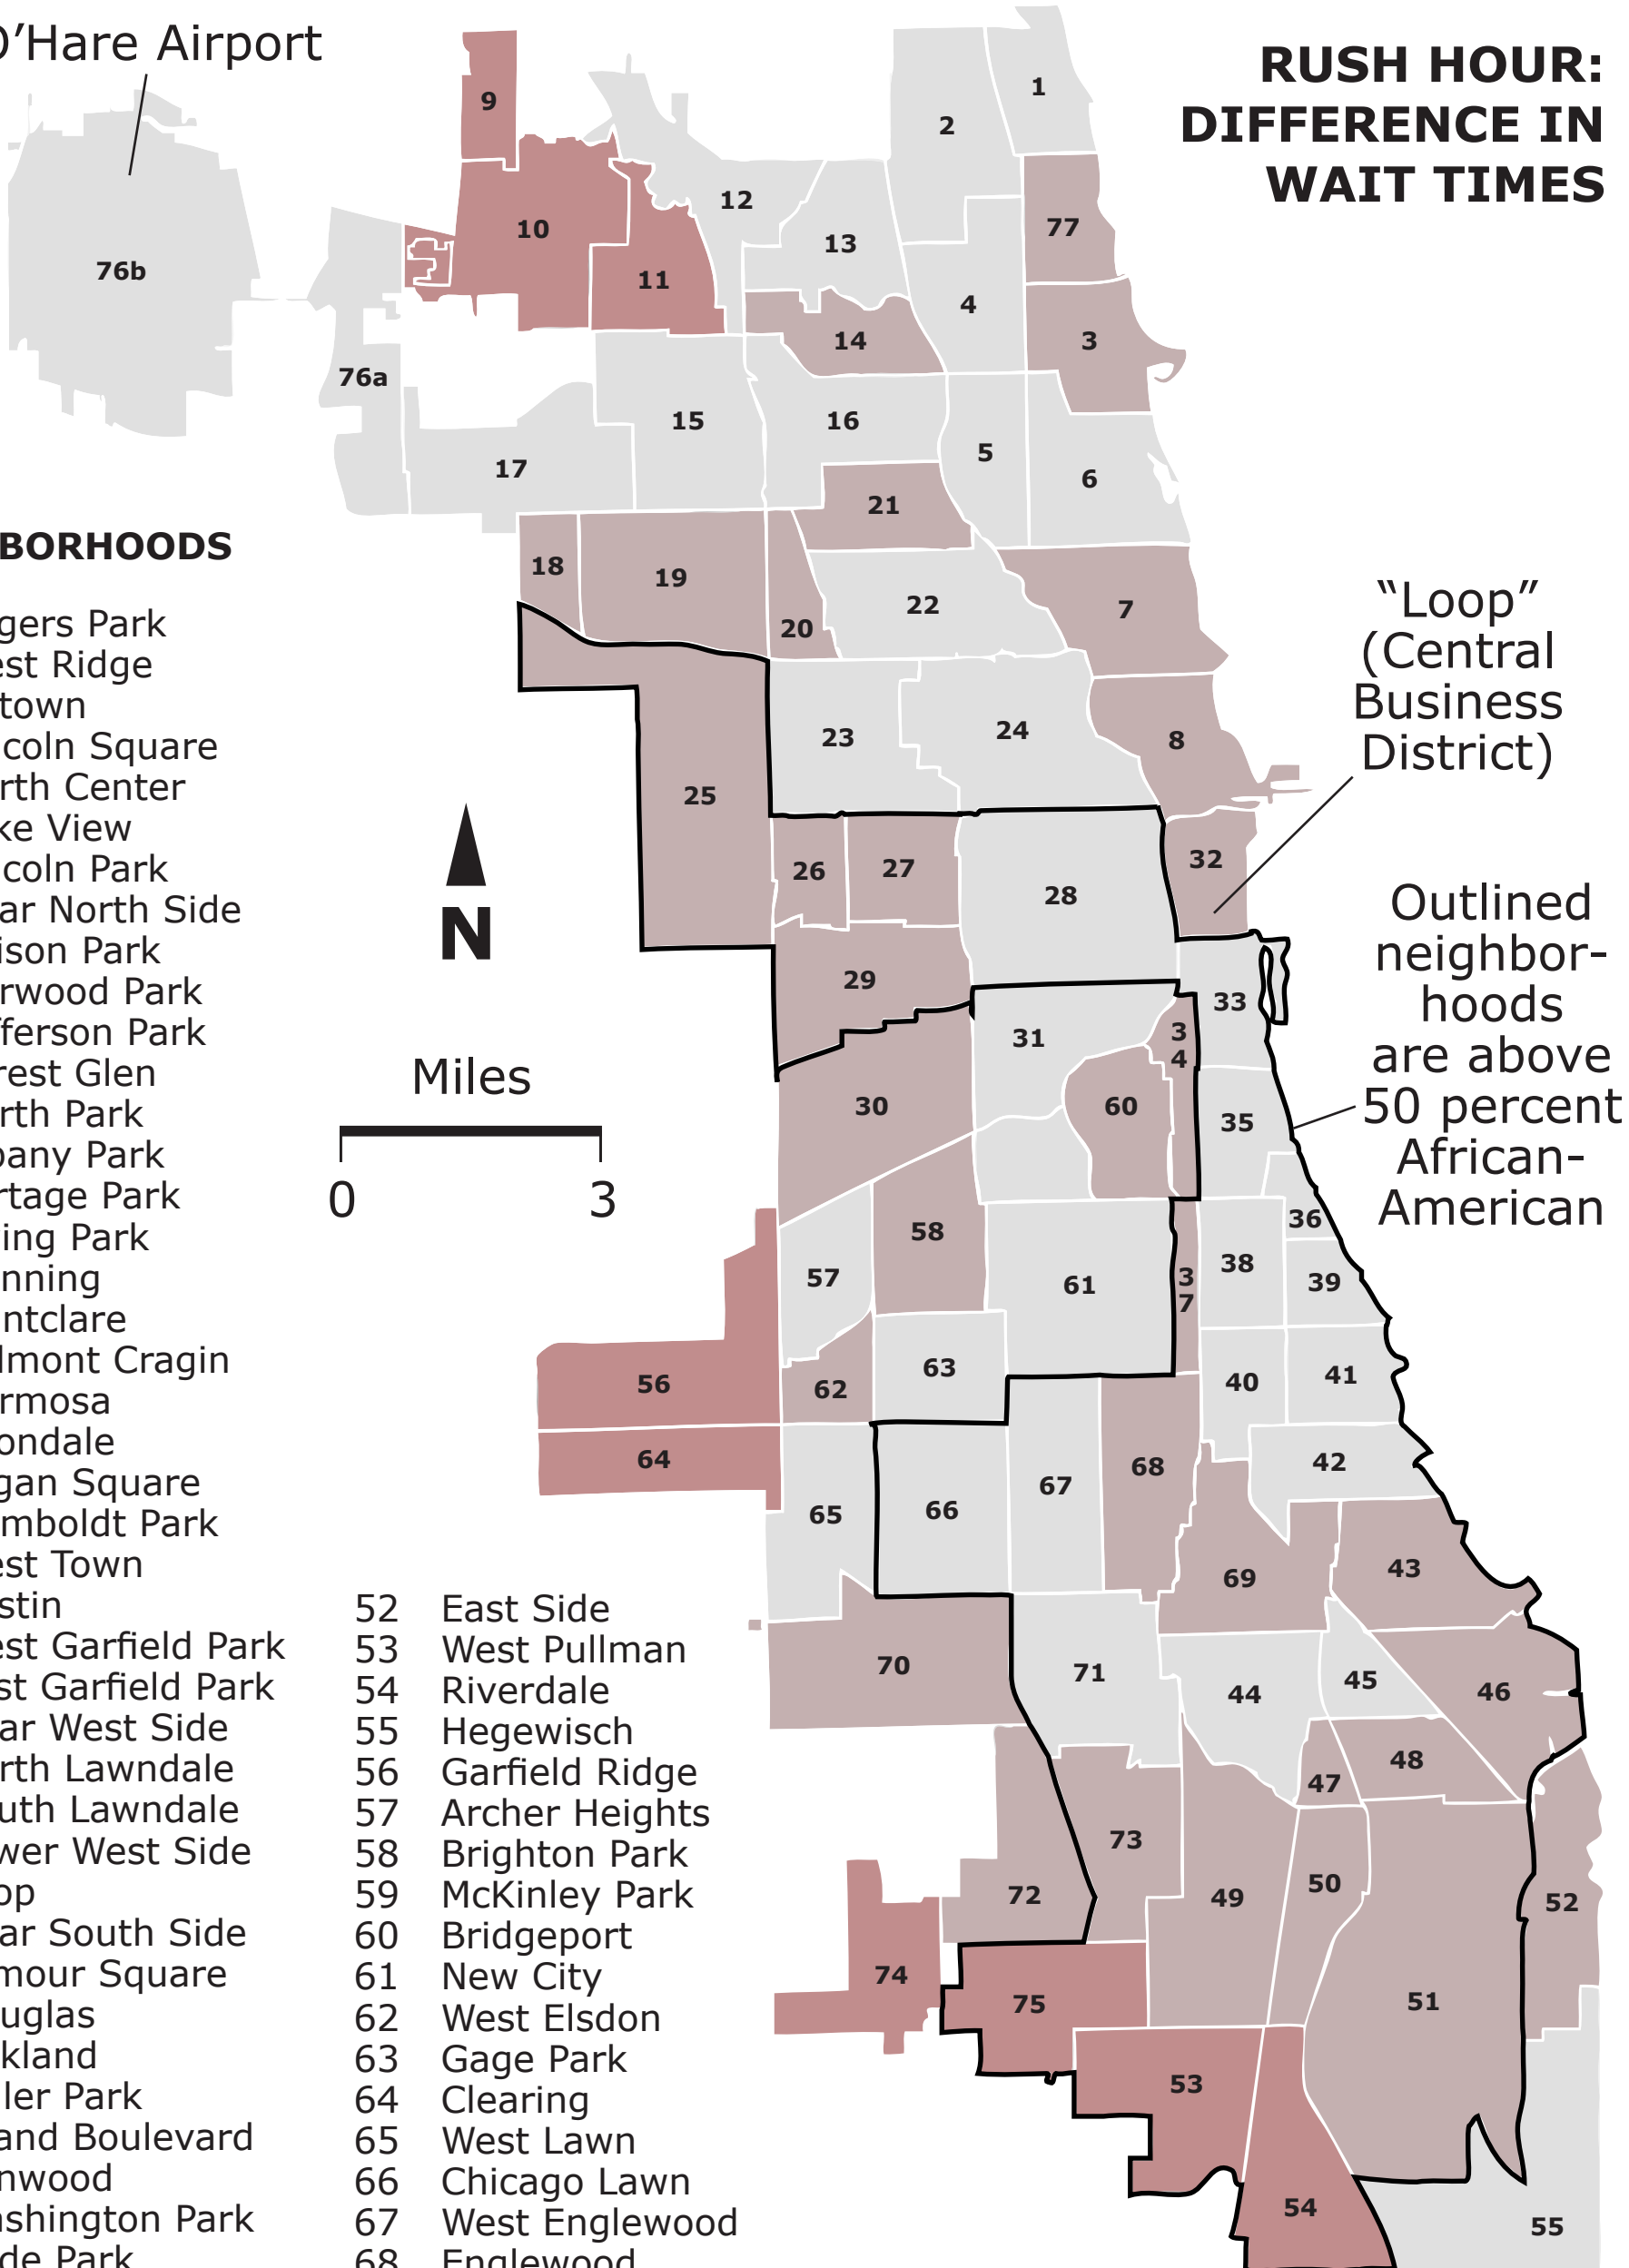 O’Hare Airport
RUSH HOUR:
DIFFERENCE IN
WAIT TIMES
1
9
2
12
77
10
13
76b
11
4
14
3
76a
15
16
5
17
6
21
18
19
22
7
20
23
24
8
25
32
26
27
28
29
33
31
34
30
60
35
36
58
38
57
61
37
39
63
41
40
56
62
64
42
68
67
66
65
43
69
70
71
45
46
44
48
47
73
50
72
49
52
74
51
75
53
54
55
“Loop”
(Central
Business
District)
Outlined
neighbor-
hoods
are above
50 percent
African-
American
N
Miles
0 3
BORHOODS
gers Park
est Ridge
town
coln Square
rth Center
ke View
coln Park
ar North Side
ison Park
rwood Park
fferson Park
rest Glen
rth Park
bany Park
rtage Park
ing Park
nning
ntclare
lmont Cragin
rmosa
ondale
gan Square
mboldt Park
est Town
stin
est Garfield Park
st Garfield Park
ar West Side
rth Lawndale
uth Lawndale
wer West Side
op
ar South Side
mour Square
uglas
kland
ller Park
and Boulevard
nwood
ashington Park
de Park
52 East Side
53 West Pullman
54 Riverdale
55 Hegewisch
56 Garfield Ridge
57 Archer Heights
58 Brighton Park
59 McKinley Park
60 Bridgeport
61 New City
62 West Elsdon
63 Gage Park
64 Clearing
65 West Lawn
66 Chicago Lawn
67 West Englewood
68 Englewood